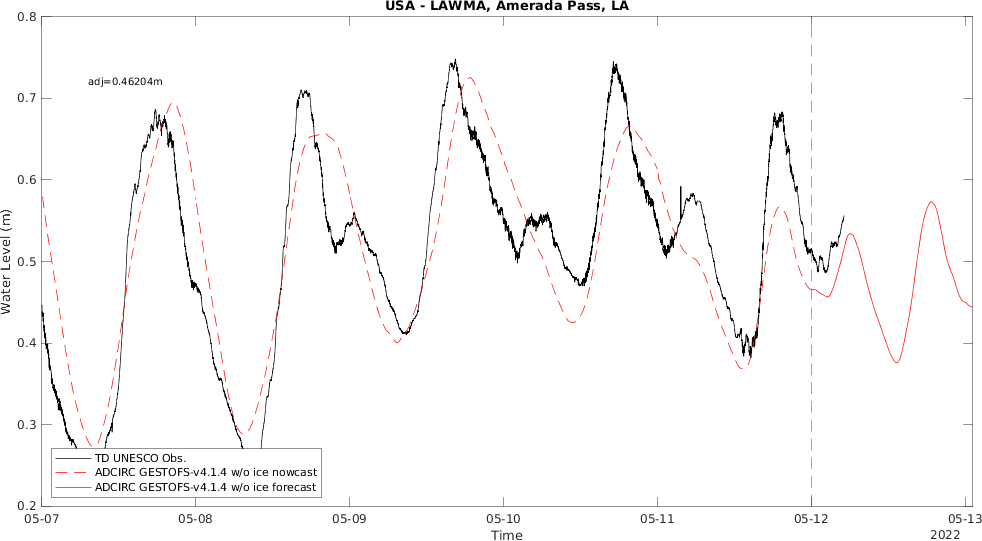 USA - LAWMA, Amerada Pass, LA
adj=0.46204m
0.8
0.7
0.6
0.5
0.4
0.3
0.2
Water Level (m)
TD UNESCO Obs.
ADCIRC GESTOFS-v4.1.4 w/o ice nowcast
ADCIRC GESTOFS-v4.1.4 w/o ice forecast
05-07 05-08 05-09 05-10 05-11 05-12 05-13
Time
2022